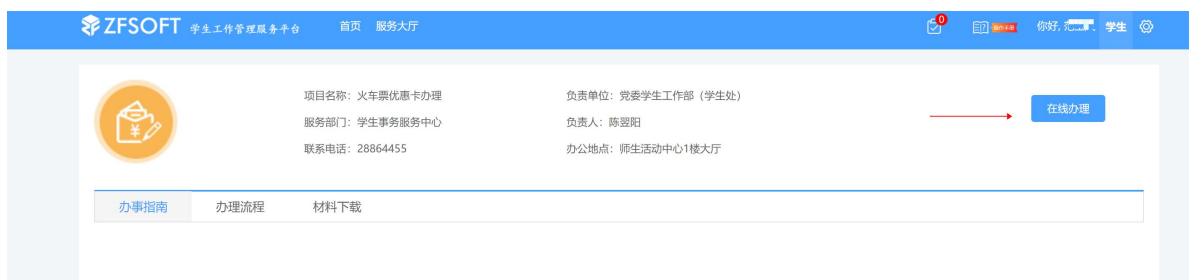 ZFSOFT 学生工作管理服务平台 首页 服务大厅 0 操作手册 你好, 学生
项目名称：火车票优惠卡办理 负责单位：党委学生工作部（学生处）
在线办理
服务部门：学生事务服务中心 负责人：陈翌阳
联系电话：28864455 办公地点：师生活动中心1楼大厅
办事指南 办理流程 材料下载